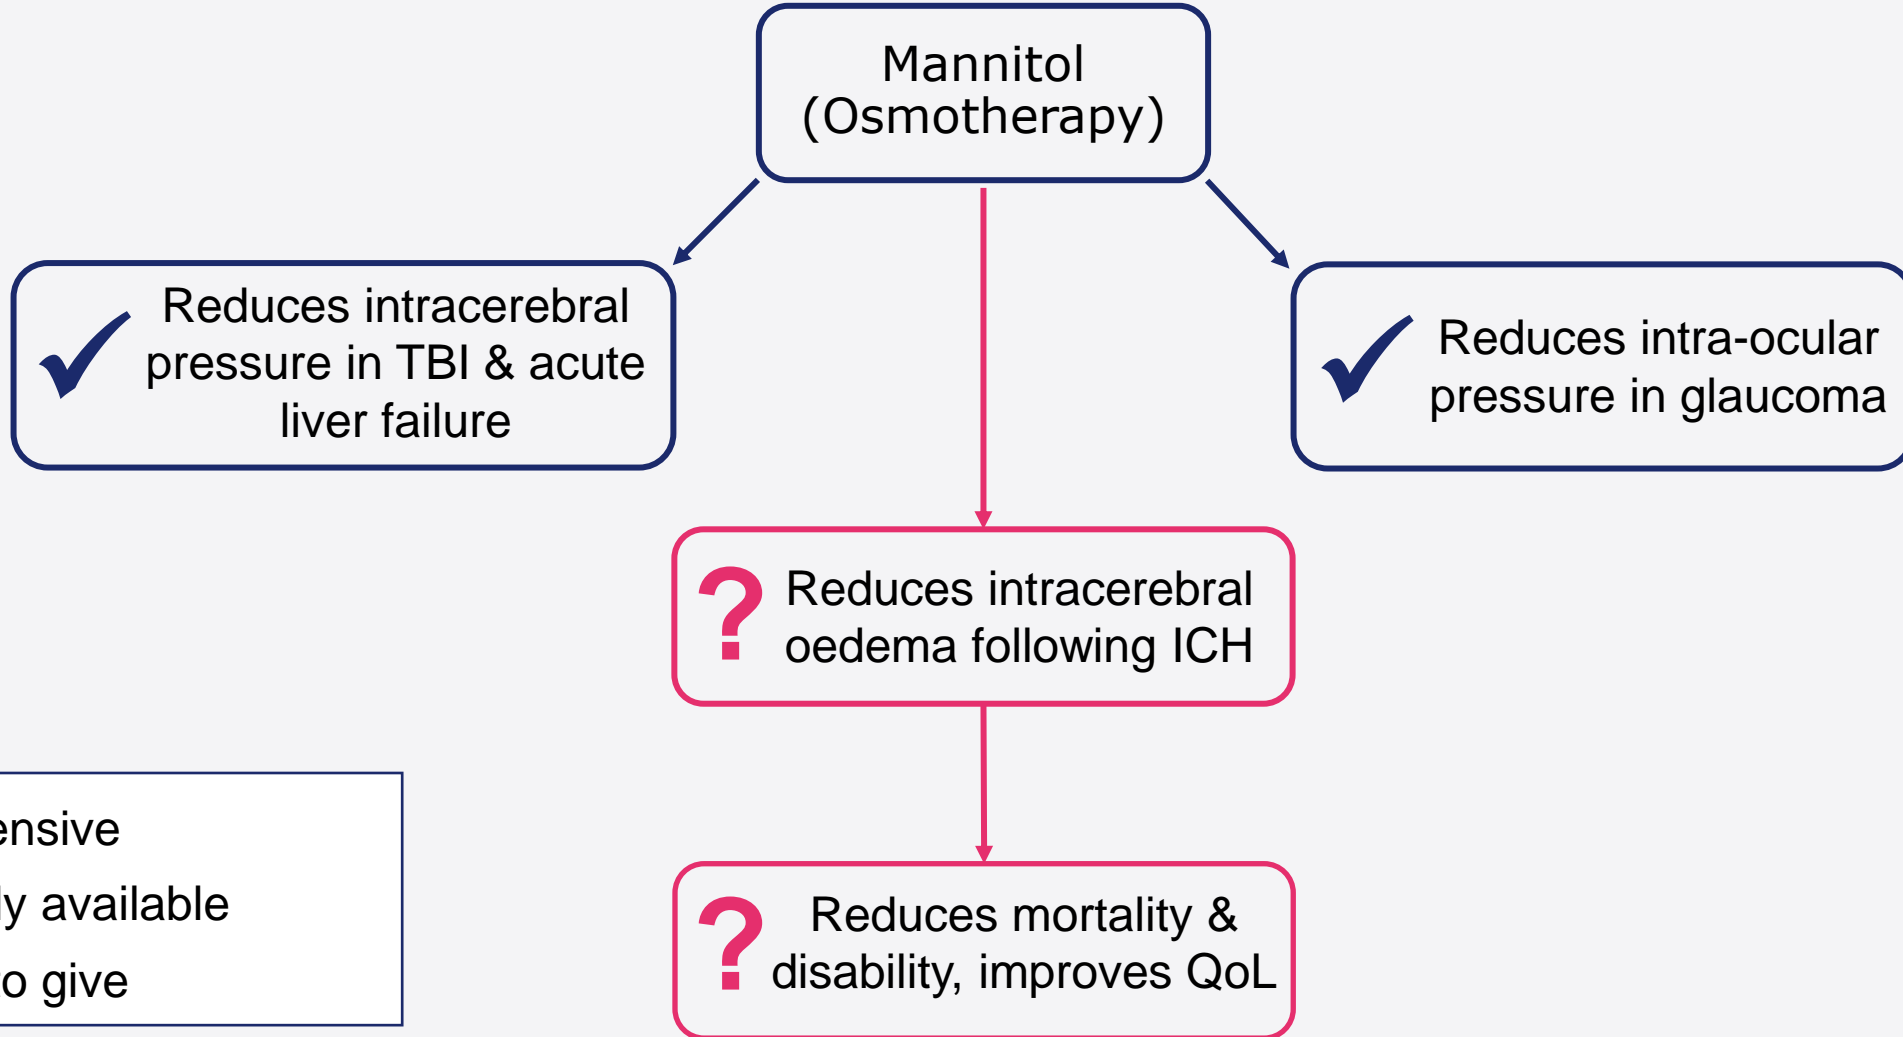 Mannitol
(Osmotherapy)
Reduces intracerebral
pressure in TBI & acute
liver failure
Reduces intra-ocular
pressure in glaucoma
? Reduces intracerebral
oedema following ICH
? Reduces mortality &
disability, improves QoL
available
give